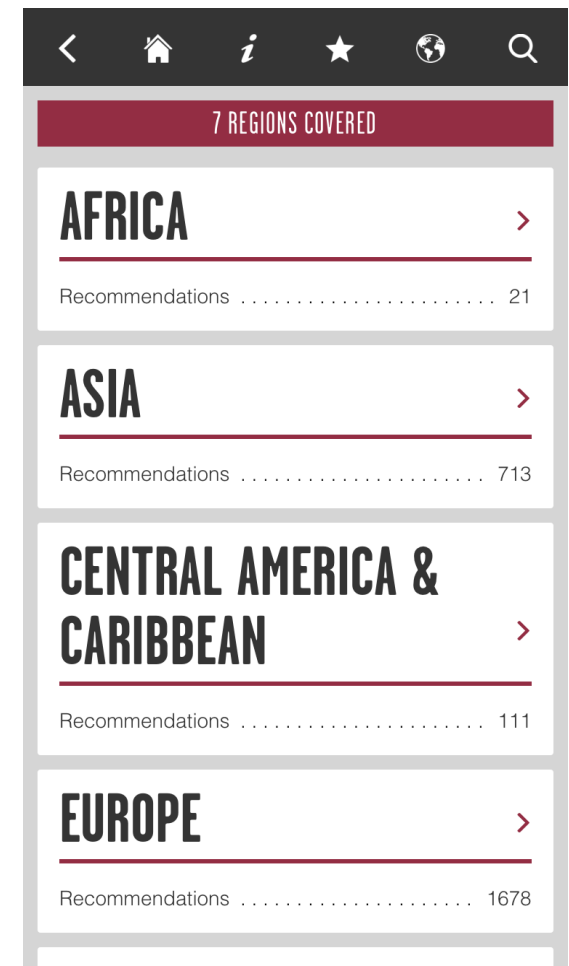 7 REGIONS COVERED
AFRICA
Recommendations . . . . . . . . . . . . . . . . . . . . . . . 21
ASIA
Recommendations . . . . . . . . . . . . . . . . . . . . . . 713
CENTRAL AMERICA &
CARIBBEAN
Recommendations . . . . . . . . . . . . . . . . . . . . . . 111
EUROPE
Recommendations . . . . . . . . . . . . . . . . . . . . . 1678